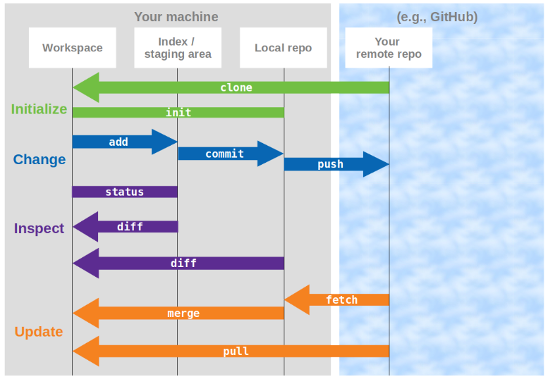 Your machine
(e.g., GitHub)
Workspace
Index /
staging area
Local repo
Your
remote repo
clone
Initialize
init
add
Change
commit
push
status
Inspect
diff
diff
fetch
merge
Update
pull